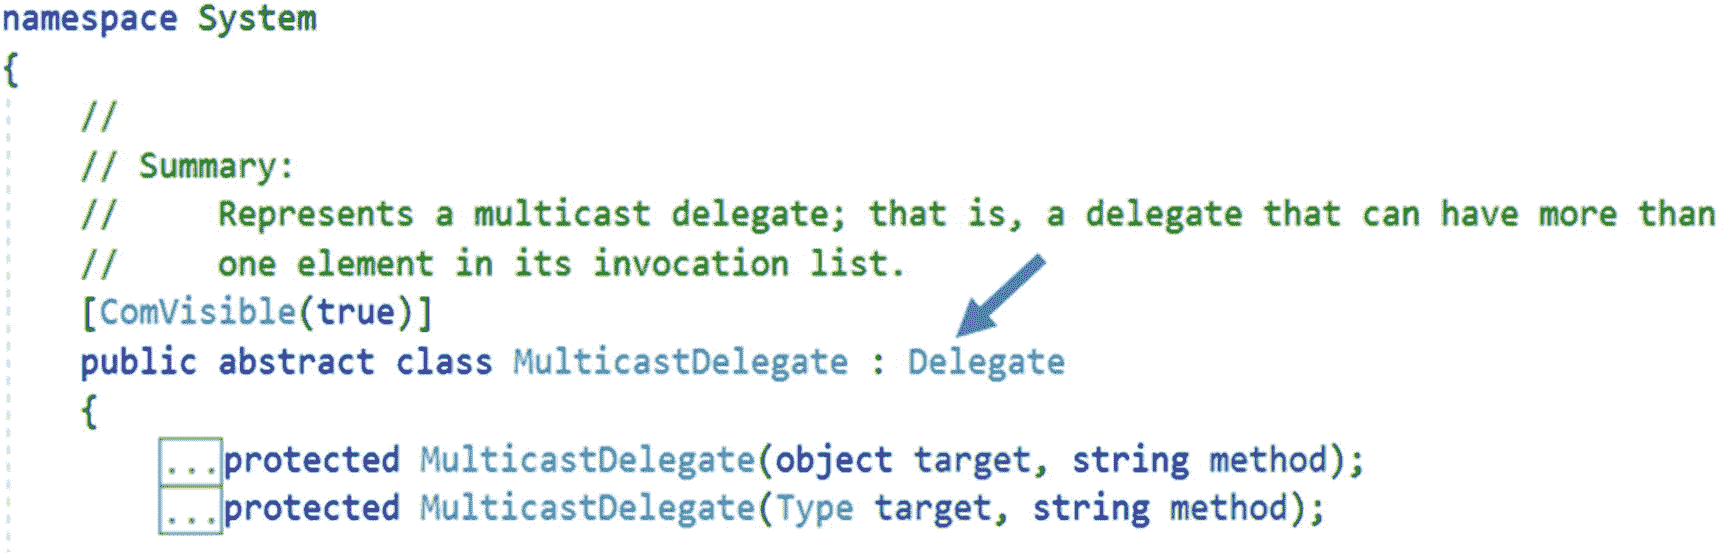 namespace System
{
//
// Summary:
// Represents a multicast delegate; that is, a delegate that can have more than
// one element in its invocation list.
[ComVisible(true)]
public abstract class MulticastDelegate : Delegate
{
...protected MulticastDelegate(object target, string method);
...protected MulticastDelegate(Type target, string method);